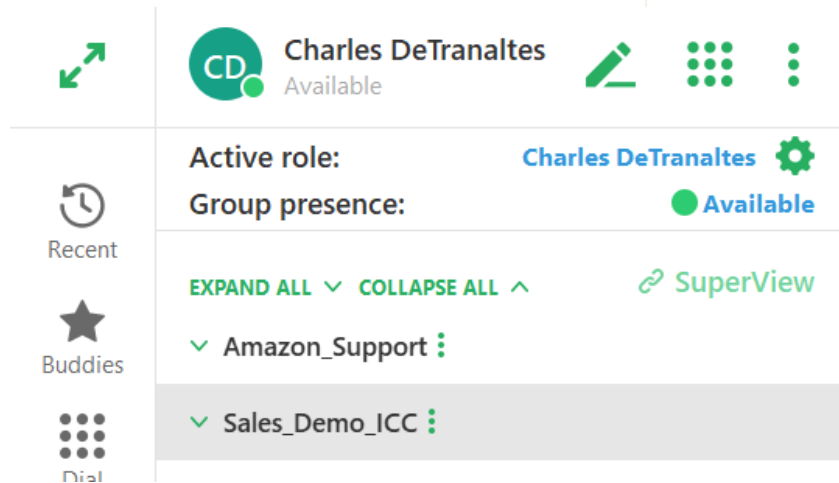 CD
Charles DeTranaltes
Available
Active role: Charles DeTranaltes
Group presence: Available
Recent
EXPAND ALL COLLAPSE ALL SuperView
Amazon_Support
Buddies
Sales_Demo_ICC
Dial